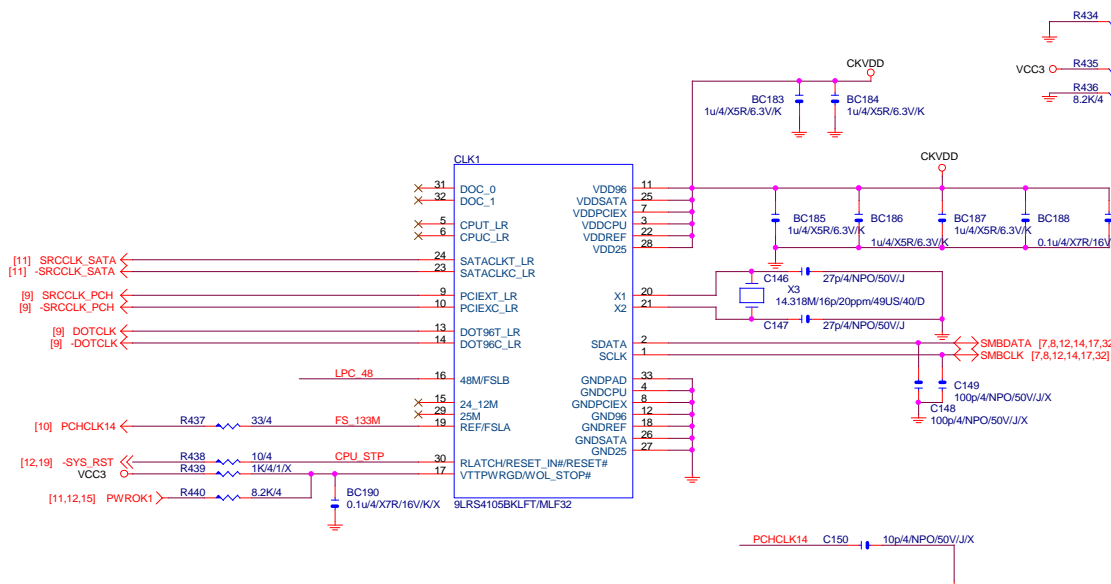 R434
VCC3 R435
R436
8.2K/4
CKVDD
BC183
1u/4/X5R/6.3V/K
BC184
1u/4/X5R/6.3V/K
CKVDD
BC185
1u/4/X5R/6.3V/K
BC186
1u/4/X5R/6.3V/K
BC187
1u/4/X5R/6.3V/K
BC188
0.1u/4/X7R/16V
CLK1
31 DOC_0
32 DOC_1
5 CPUT_LR
6 CPUC_LR
[11] SRCCLK_SATA 24 SATACLKT_LR
[11] -SRCCLK_SATA 23 SATACLKC_LR
[9] SRCCLK_PCH 9 PCIEXT_LR
[9] -SRCCLK_PCH 10 PCIEXC_LR
[9] DOTCLK 13 DOT96T_LR
[9] -DOTCLK 14 DOT96C_LR
LPC_48 16 48M/FSLB
15 24_12M
29 25M
[10] PCHCLK14 R437 33/4 FS_133M 19 REF/FSLA
[12,19] -SYS_RST R438 10/4 CPU_STP 30 RLATCH/RESET_IN#/RESET#
VCC3 R439 1K/4/1/X 17 VTTPWRGD/WOL_STOP#
[11,12,15] PWROK1 R440 8.2K/4
BC190
0.1u/4/X7R/16V/K/X
VDD96 11
VDDSATA 25
VDDPCIEX 7
VDDCPU 3
VDDREF 22
VDD25 28
X1 20
X2 21
SDATA 2
SCLK 1
GNDPAD 33
GNDCPU 4
GNDPCIEX 8
GND96 12
GNDREF 18
GNDSATA 26
GND25 27
9LRS4105BKLFT/MLF32
C146 27p/4/NPO/50V/J
X3
14.318M/16p/20ppm/49US/40/D
C147 27p/4/NPO/50V/J
SMBDATA [7,8,12,14,17,32
SMBCLK [7,8,12,14,17,32]
C149
100p/4/NPO/50V/J/X
C148
100p/4/NPO/50V/J/X
PCHCLK14 C150 10p/4/NPO/50V/J/X